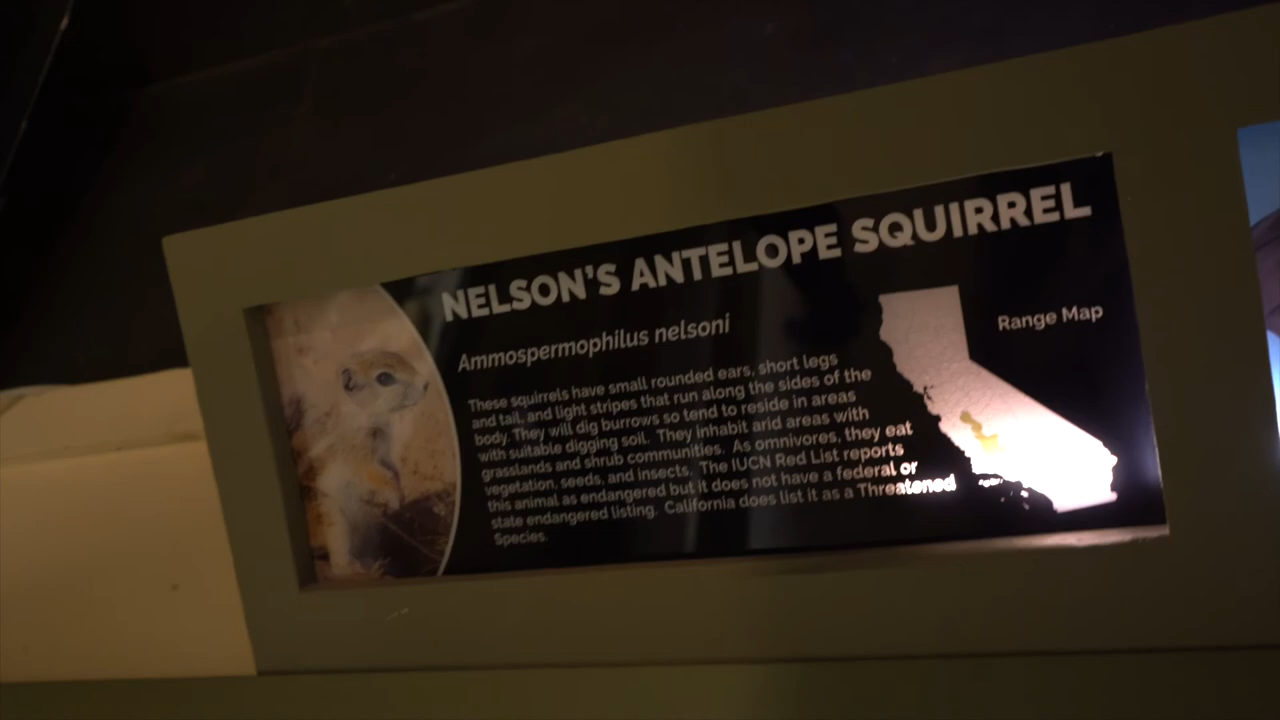 NELSON'S ANTELOPE SQUIRREL
Ammospermophilus nelsoni
Range Map
These squirrels have small rounded ears, short legs
and tail, and light stripes that run along the sides of the
body. They will dig burrows so tend to reside in areas
with suitable digging soil. They inhabit arid areas with
grasslands and shrub communities. As omnivores, they eat
vegetation, seeds, and insects. The IUCN Red List reports
this animal as endangered but it does not have a federal or
state endangered listing. California does list it as a Threatened
Species.